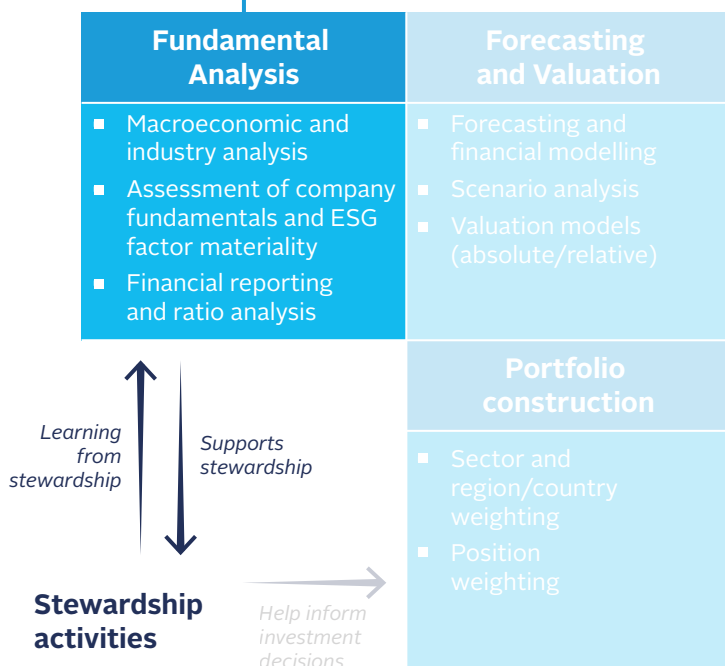 Fundamental
Analysis
■ Macroeconomic and
industry analysis
■ Assessment of company
fundamentals and ESG
factor materiality
■ Financial reporting
and ratio analysis
Forecasting
and Valuation
■ Forecasting and
financial modelling
■ Scenario analysis
■ Valuation models
(absolute/relative)
Learning
from
stewardship
Supports
stewardship
Portfolio
construction
■ Sector and
region/country
weighting
■ Position
weighting
Stewardship
activities
Help inform
investment
decisions